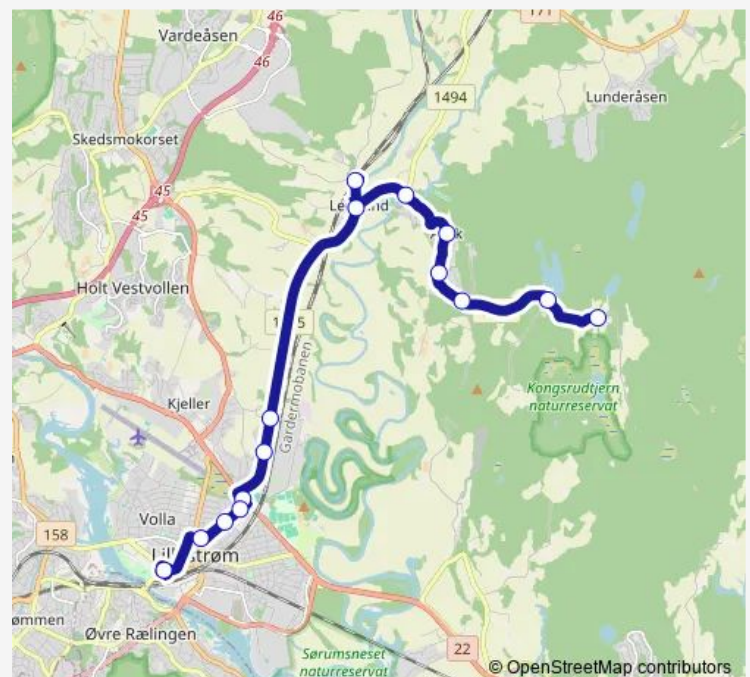 46
171
Vardeåsen
46
1494
Lunderåsen
Skedsmokorset
45
45
Holt Vestvollen
Gardermobanen
Kongsrudtjern
naturreservat
Kjeller
Volla
158
Øvre Rælingen
22
Sørumsneset
naturreservat
© OpenStreetMap contributors